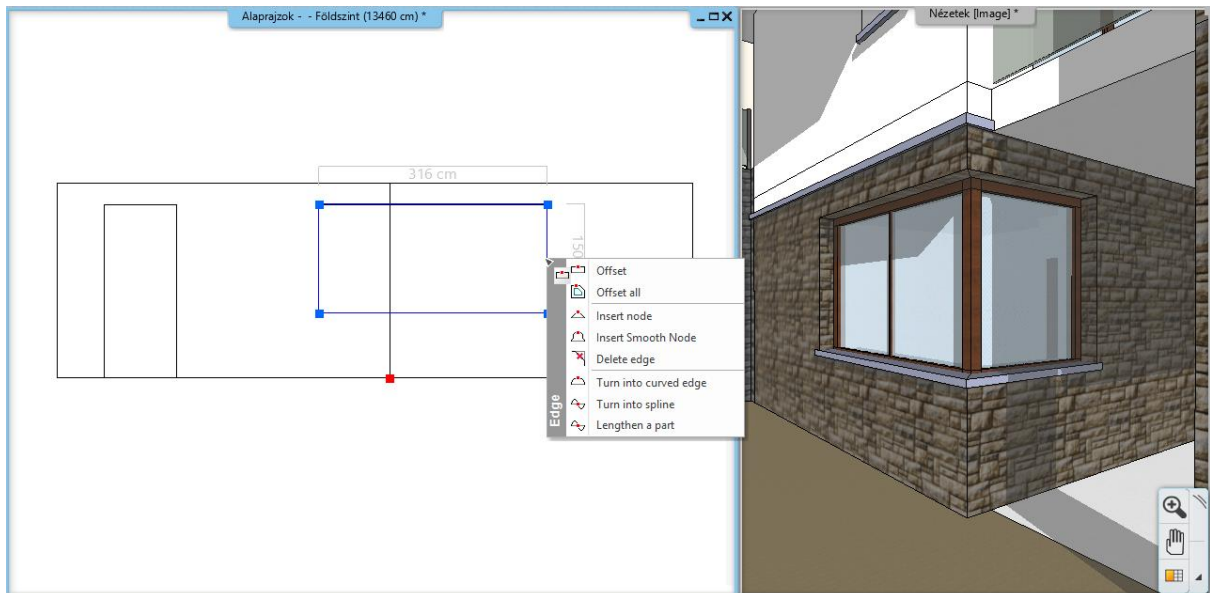 Alaprajzok - - Földszint (13460 cm) *
Nézetek [Image] *
316 cm
150
Offset
Offset all
Insert node
Insert Smooth Node
Delete edge
Turn into curved edge
Turn into spline
Lengthen a part
Edge